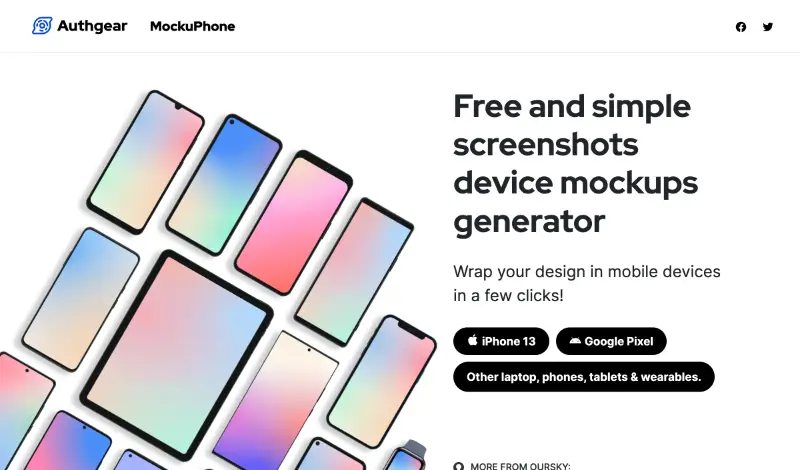 Authgear MockuPhone
Free and simple
screenshots
device mockups
generator
Wrap your design in mobile devices
in a few clicks!
iPhone 13
Google Pixel
Other laptop, phones, tablets & wearables.
MORE FROM OURSKY: